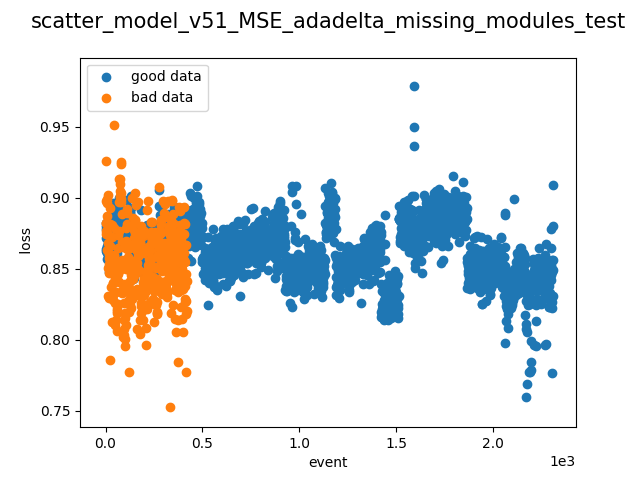 scatter_model_v51_MSE_adadelta_missing_modules_test
good data
bad data
0.95
0.90
0.85
0.80
0.75
loss
0.0 0.5 1.0 1.5 2.0
event
1e3